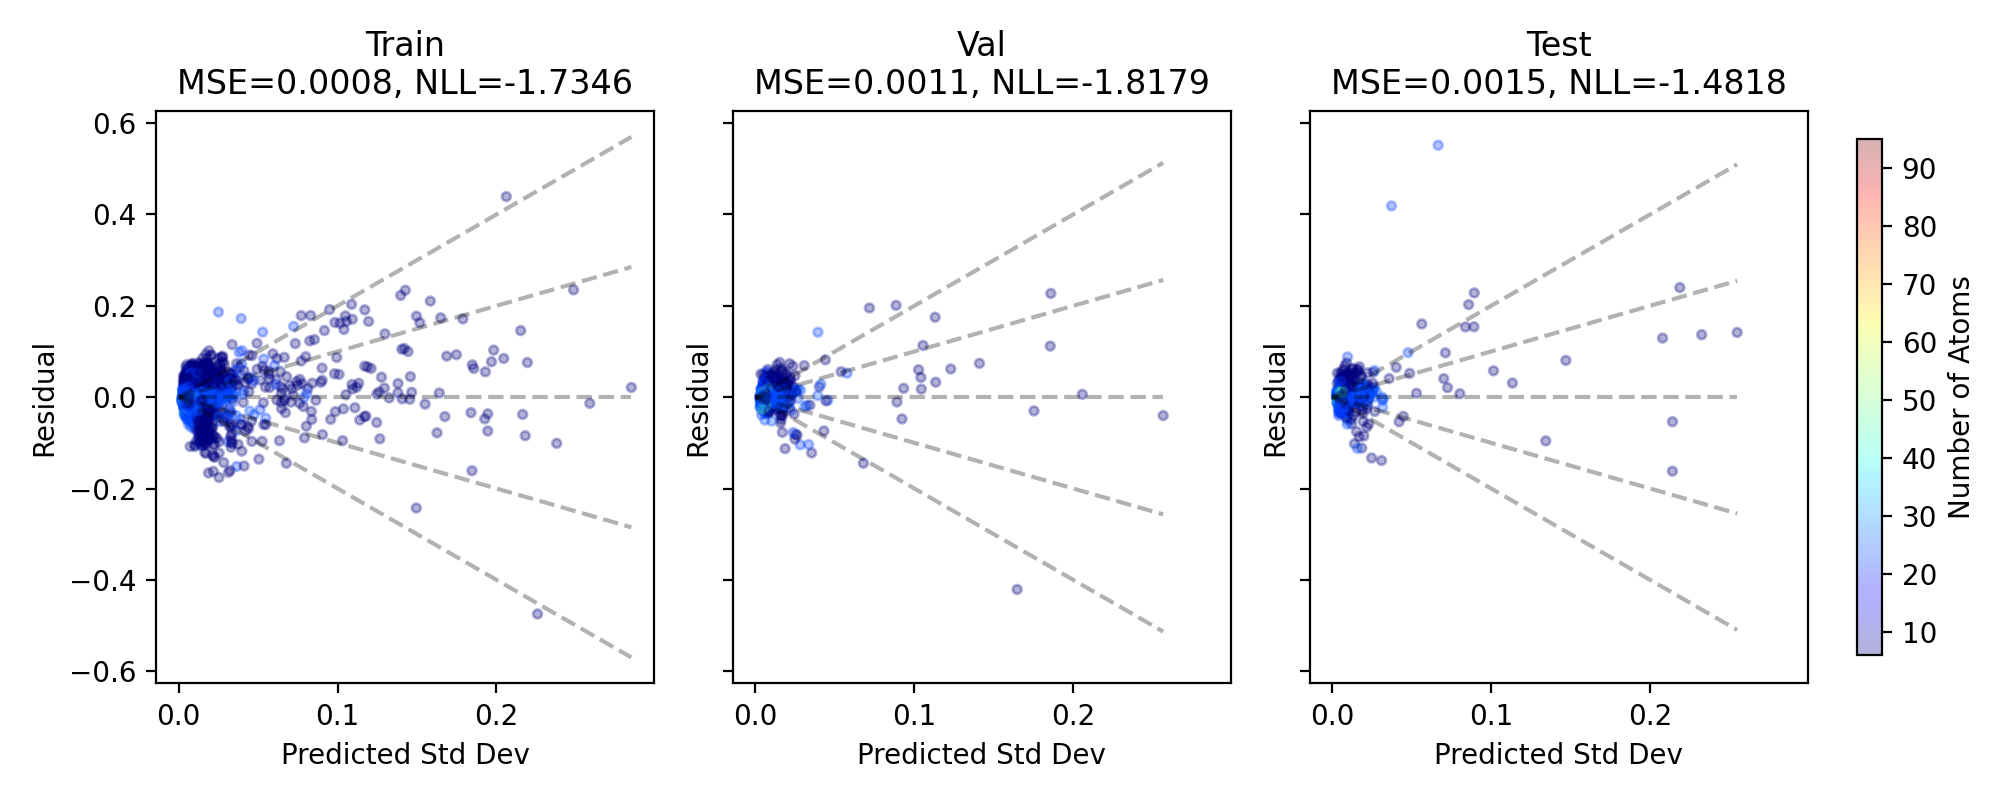 Train
MSE=0.0008, NLL=-1.7346
Val
MSE=0.0011, NLL=-1.8179
Test
MSE=0.0015, NLL=-1.4818
0.6
0.4
0.2
0.0
−0.2
−0.4
−0.6
Residual
0.0
0.1
0.2
Predicted Std Dev
Residual
0.0
0.1
0.2
Predicted Std Dev
Residual
0.0
0.1
0.2
Predicted Std Dev
90
80
70
60
50
40
30
20
10
Number of Atoms